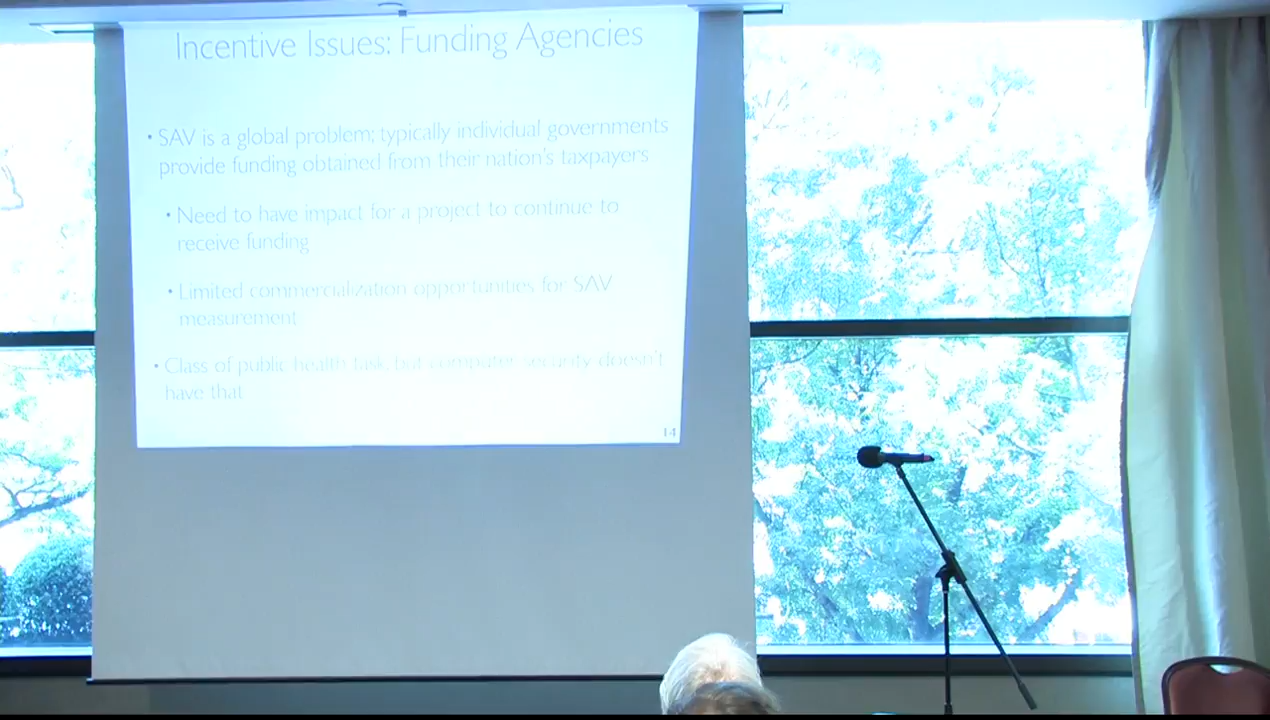 Incentive Issues: Funding Agencies
• SAV is a global problem; typically individual governments
provide funding obtained from their nation's taxpayers
• Need to have impact for a project to continue to
receive funding
• Limited commercialization opportunities for SAV
measurement
• Class of public health task, but computer security doesn't
have that
14